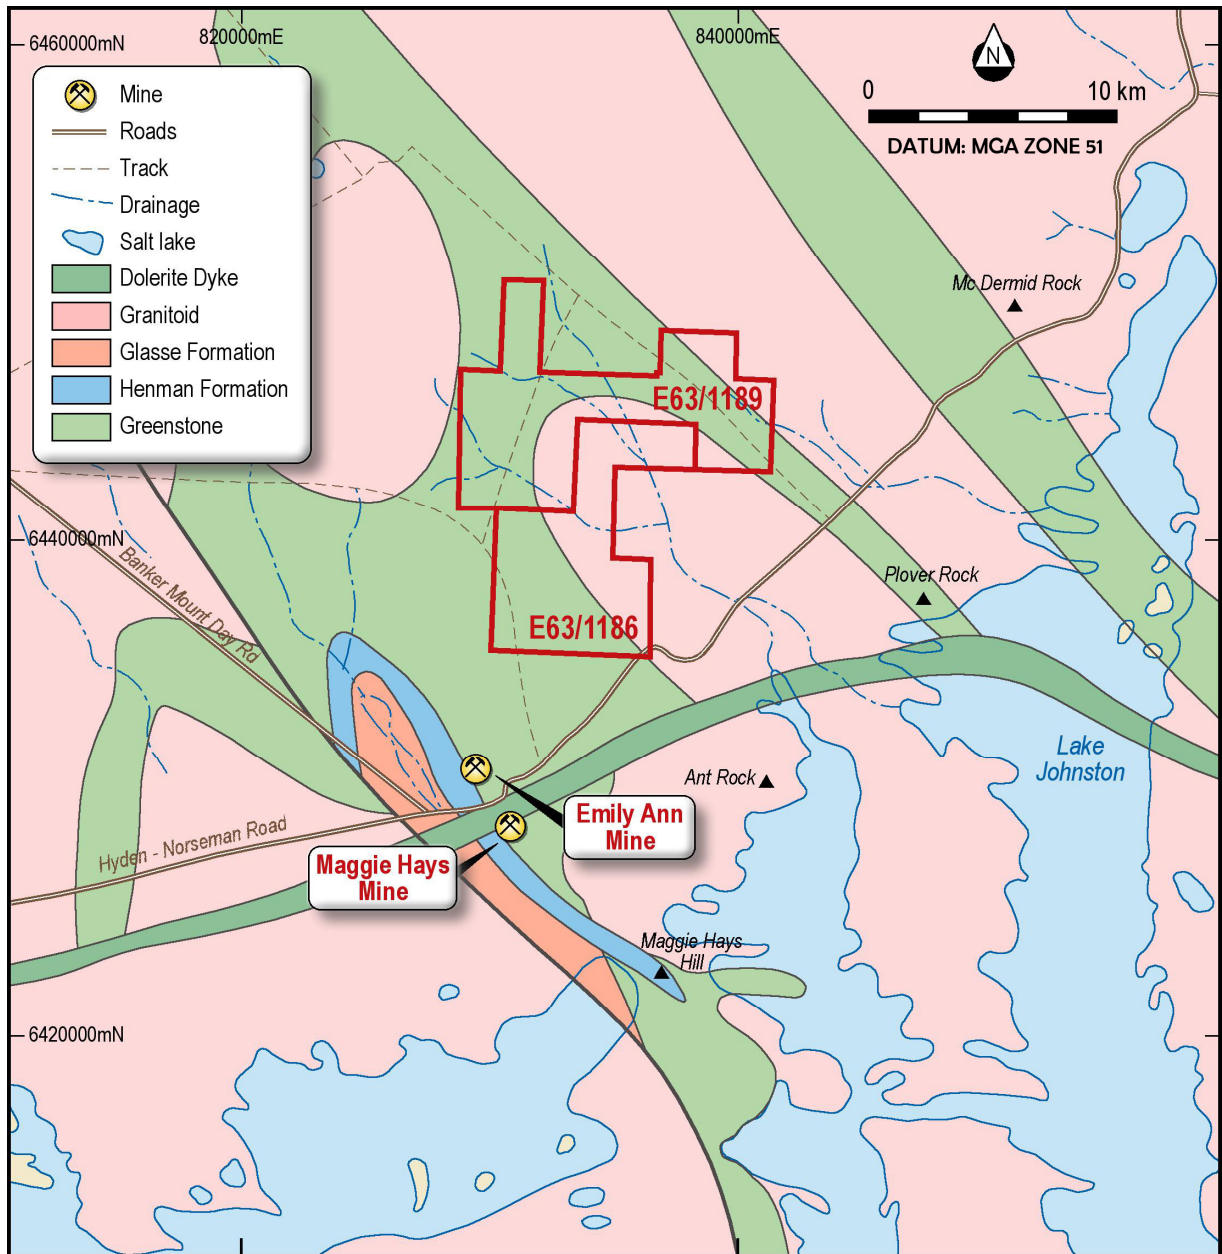 820000mE
840000mE
6460000mN
N
0
10 km
DATUM: MGA ZONE 51
Mine
Roads
Track
Drainage
Salt lake
Dolerite Dyke
Granitoid
Glasse Formation
Henman Formation
Greenstone
Mc Dermid Rock
E63/1189
6440000mN
Banker Mount Day Rd
Plover Rock
E63/1186
Lake
Johnston
Ant Rock
Emily Ann
Mine
Hyden - Norseman Road
Maggie Hays
Mine
Maggie Hays
Hill
6420000mN